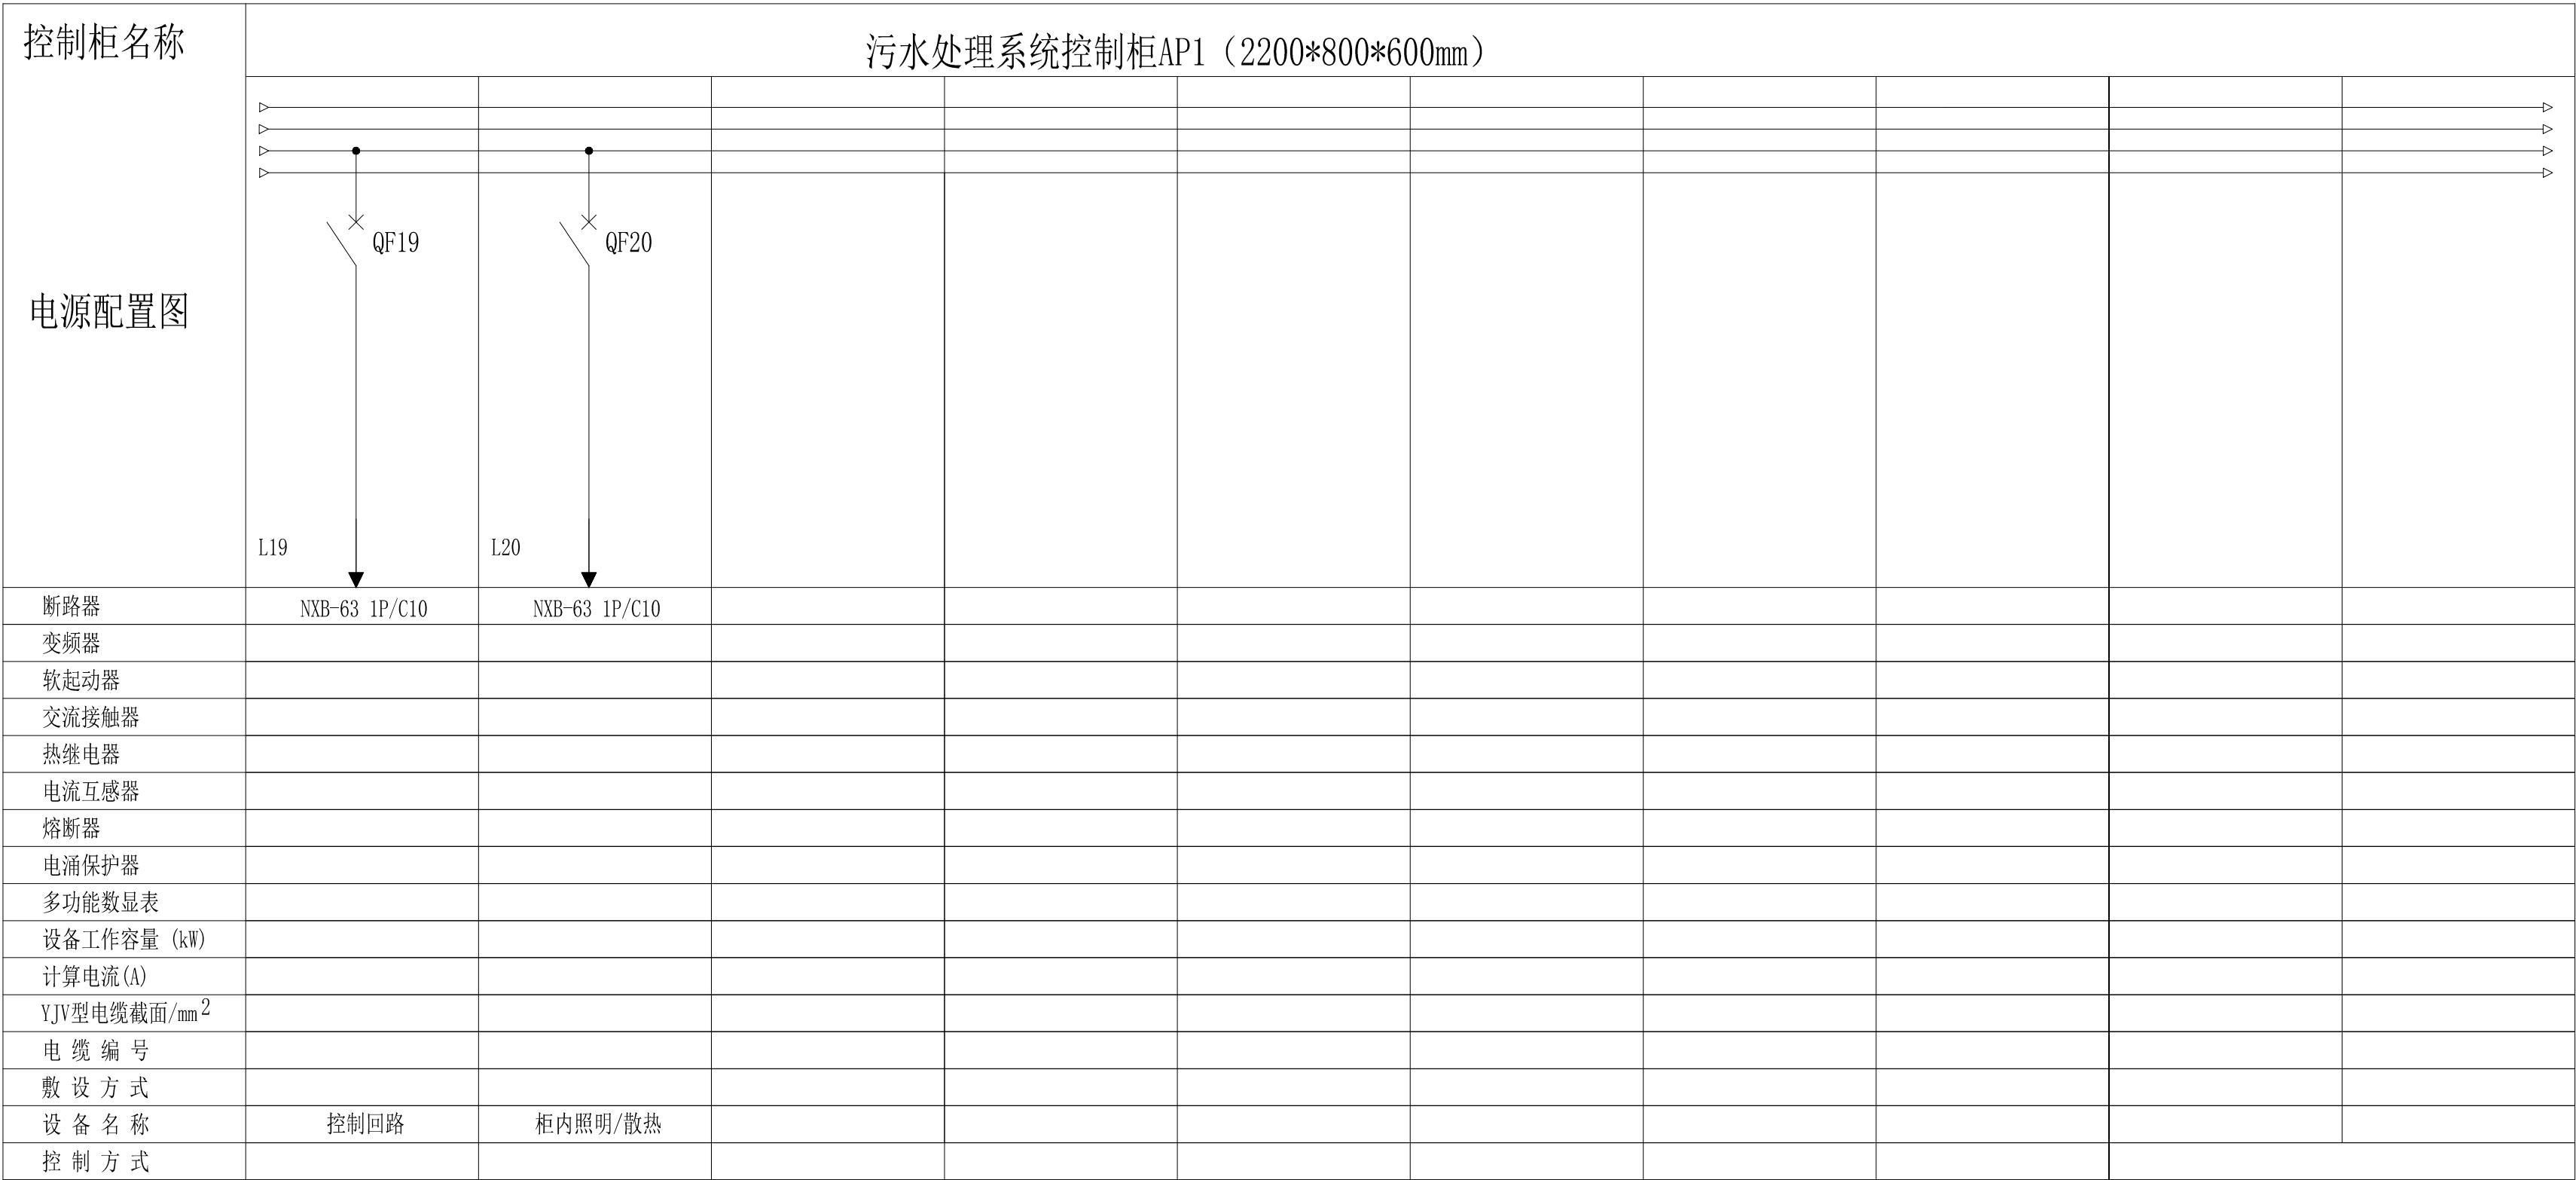 控制柜名称
污水处理系统控制柜AP1（2200*800*600mm）
电源配置图
QF19
QF20
L19
L20
断路器 NXB-63 1P/C10 NXB-63 1P/C10
变频器
软起动器
交流接触器
热继电器
电流互感器
熔断器
电涌保护器
多功能数显表
设备工作容量 (kW)
计算电流(A)
YJV型电缆截面/mm2
电 缆 编 号
敷 设 方 式
设 备 名 称 控制回路 柜内照明/散热
控 制 方 式